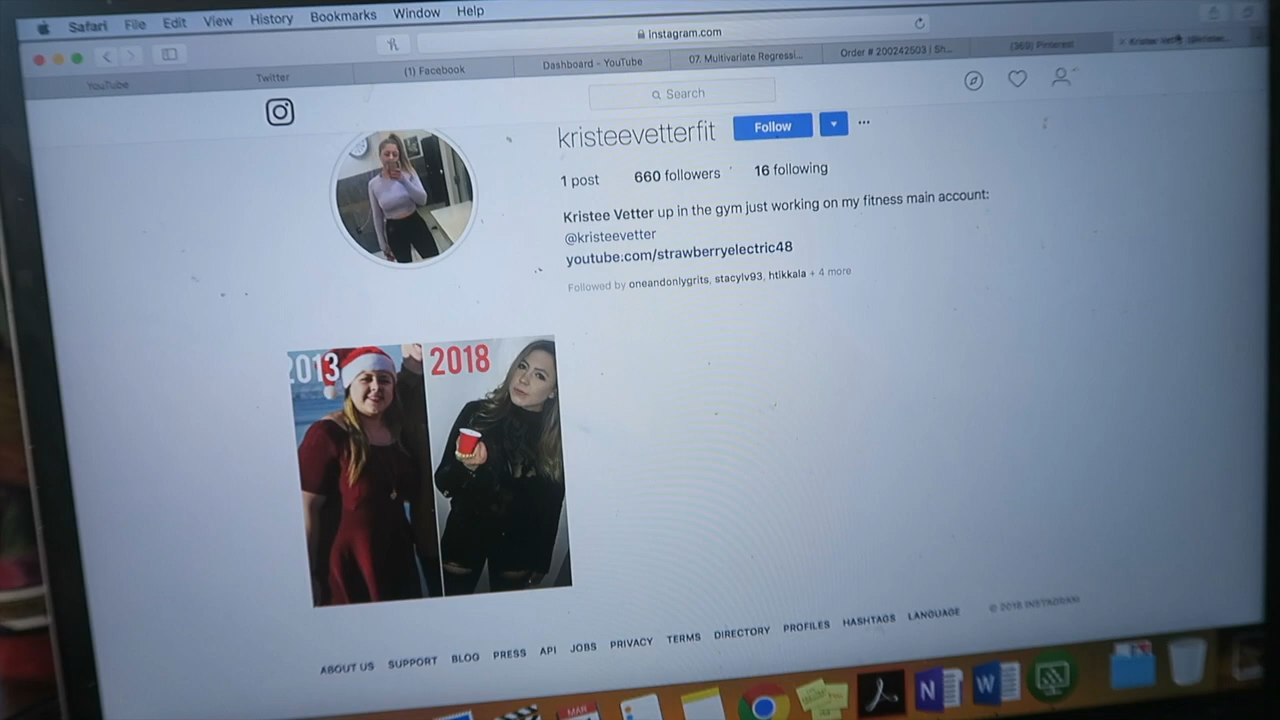 Safari File Edit View History Bookmarks Window Help
Instagram.com
YouTube
Twitter
(1) Facebook
Dashboard - YouTube
07. Multivariate Regressi...
Order # 200242503 | Sh...
(369) Pinterest
Search
kristeevetterfit
Follow
1 post 660 followers 16 following
Kristee Vetter up in the gym just working on my fitness main account:
@kristeevetter
youtube.com/strawberryelectric48
Followed by oneandonlygrits, stacylv93, htikkala + 4 more
2013
2018
ABOUT US SUPPORT BLOG PRESS API JOBS PRIVACY TERMS DIRECTORY PROFILES HASHTAGS LANGUAGE © 2018 INSTAGRAM
MAR
N
W